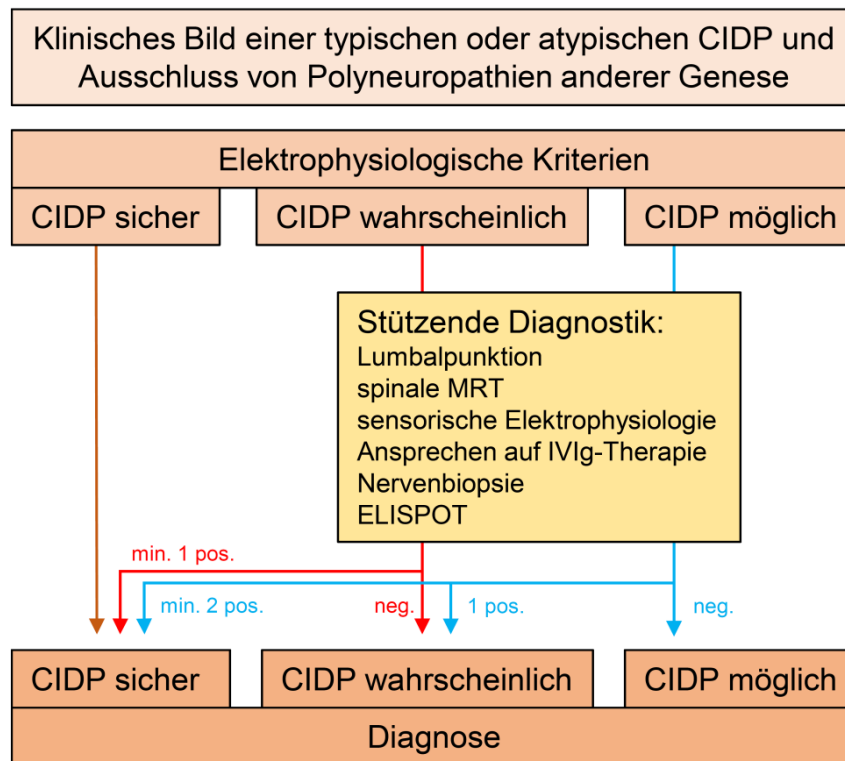 Klinisches Bild einer typischen oder atypischen CIDP und
Ausschluss von Polyneuropathien anderer Genese
Elektrophysiologische Kriterien
CIDP sicher
CIDP wahrscheinlich
CIDP möglich
Stützende Diagnostik:
Lumbalpunktion
spinale MRT
sensorische Elektrophysiologie
Ansprechen auf IVIg-Therapie
Nervenbiopsie
ELISPOT
min. 1 pos.
min. 2 pos.
neg.
1 pos.
neg.
CIDP sicher
CIDP wahrscheinlich
CIDP möglich
Diagnose